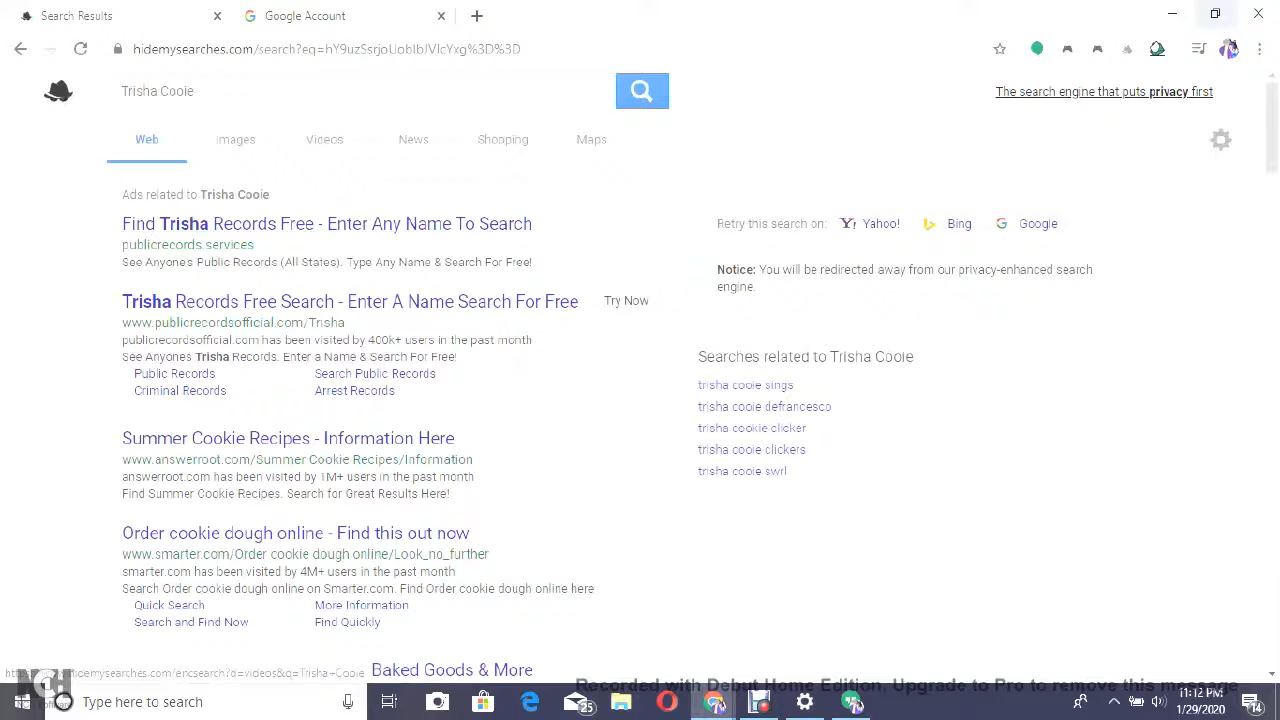 Search Results
Google Account
hidemysearches.com/search?eq=
Trisha Cooie
The search engine that puts privacy first
Web Images Videos News Shopping Maps
Ads related to Trisha Cooie
Find Trisha Records Free - Enter Any Name To Search
publicrecords.services
See Anyone's Public Records (All States). Type Any Name & Search For Free!
Trisha Records Free Search - Enter A Name Search For Free
Try Now
www.publicrecordsofficial.com/Trisha
publicrecordsofficial.com has been visited by 400k+ users in the past month
See Anyones Trisha Records. Enter a Name & Search For Free!
Public Records Search Public Records
Criminal Records Arrest Records
Summer Cookie Recipes - Information Here
www.answerroot.com/Summer Cookie Recipes/Information
answerroot.com has been visited by 1M+ users in the past month
Find Summer Cookie Recipes. Search for Great Results Here!
Order cookie dough online - Find this out now
www.smarter.com/Order cookie dough online/Look_no_further
smarter.com has been visited by 4M+ users in the past month
Search Order cookie dough online on Smarter.com. Find Order cookie dough online here
Quick Search More Information
Search and Find Now Find Quickly
Baked Goods & More
Retry this search on: Yahoo! Bing Google
Notice: You will be redirected away from our privacy-enhanced search
engine.
Searches related to Trisha Cooie
trisha cooie sings
trisha cooie defrancesco
trisha cookie clicker
trisha cooie clickers
trisha cooie swrl
hidemysearches.com/encsearch?d=videos&q=Trisha+Cooie
NCH
Recorded with Debut Home Edition, Upgrade to Pro to remove this message
Type here to search
25
11:12 PM
1/29/2020
14